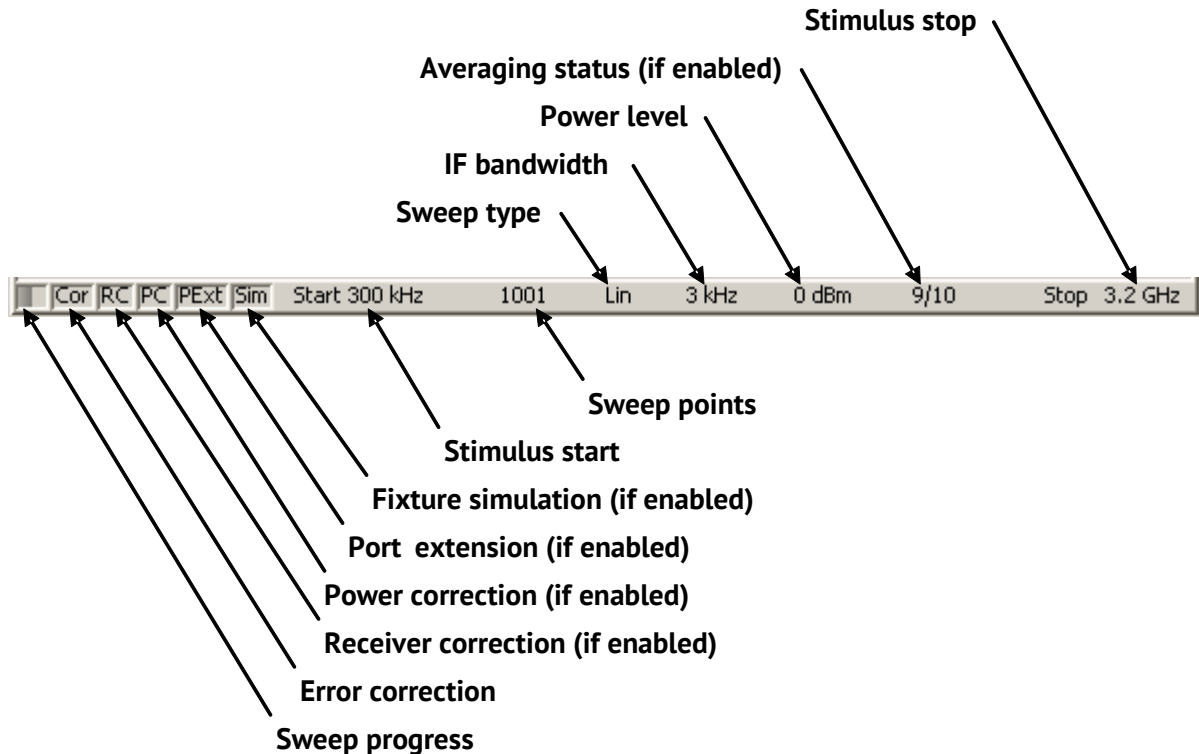 Stimulus stop
Averaging status (if enabled)
Power level
IF bandwidth
Sweep type
Cor RC PC PExt Sim Start 300 kHz 1001 Lin 3 kHz 0 dBm 9/10 Stop 3.2 GHz
Sweep points
Stimulus start
Fixture simulation (if enabled)
Port extension (if enabled)
Power correction (if enabled)
Receiver correction (if enabled)
Error correction
Sweep progress